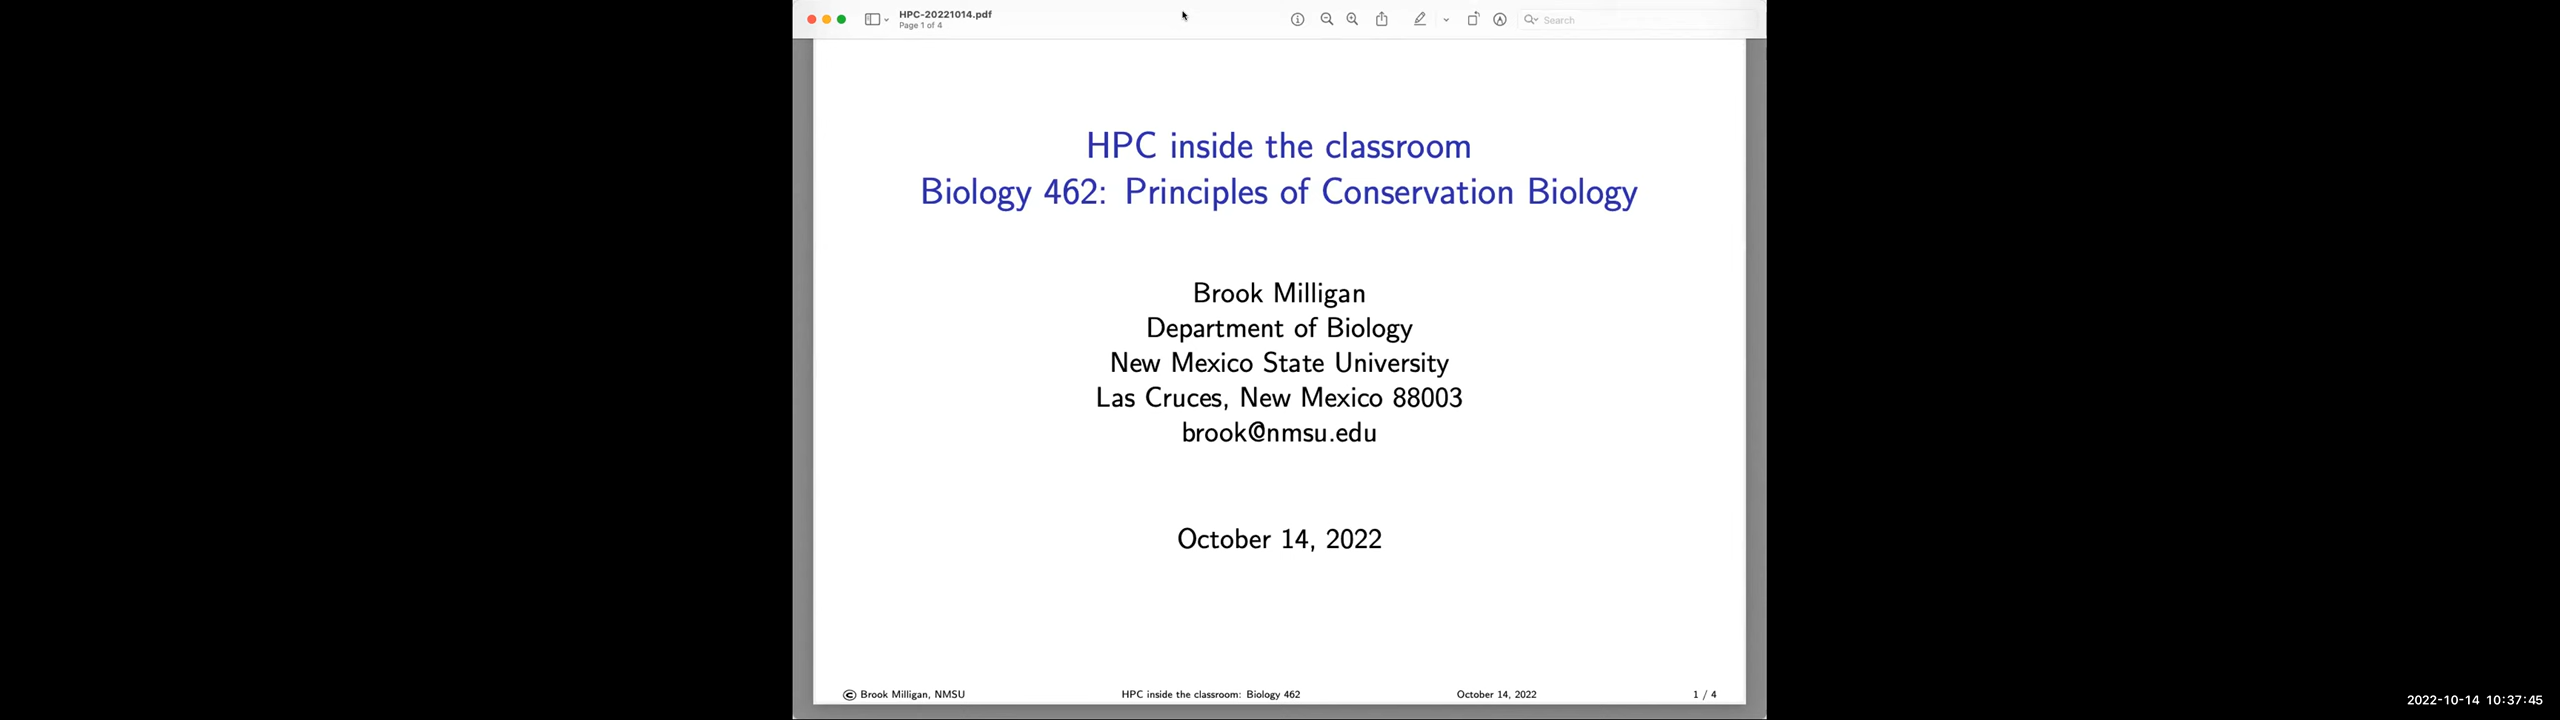 HPC-20221014.pdf
Page 1 of 4
Search
HPC inside the classroom
Biology 462: Principles of Conservation Biology
Brook Milligan
Department of Biology
New Mexico State University
Las Cruces, New Mexico 88003
brook@nmsu.edu
October 14, 2022
© Brook Milligan, NMSU HPC inside the classroom: Biology 462 October 14, 2022 1 / 4
2022-10-14 10:37:45